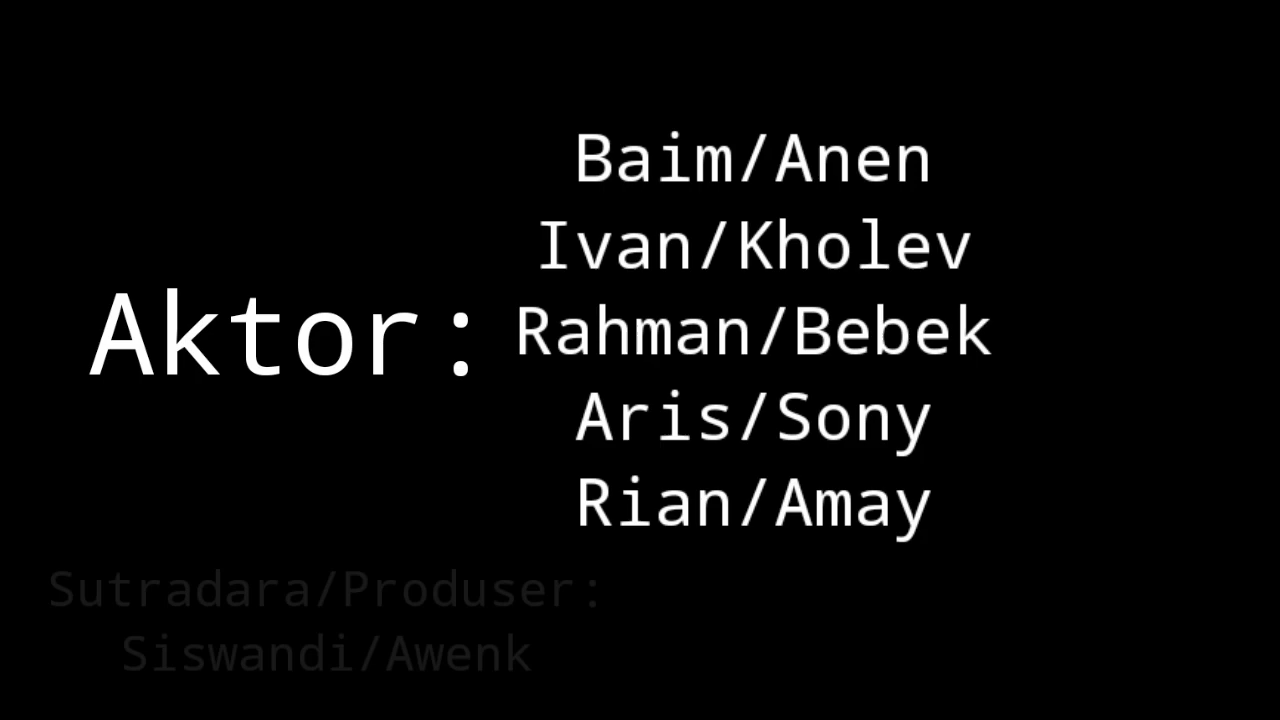 Aktor:
Baim/Anen
Ivan/Kholev
Rahman/Bebek
Aris/Sony
Rian/Amay
Sutradara/Produser:
Siswandi/Awenk